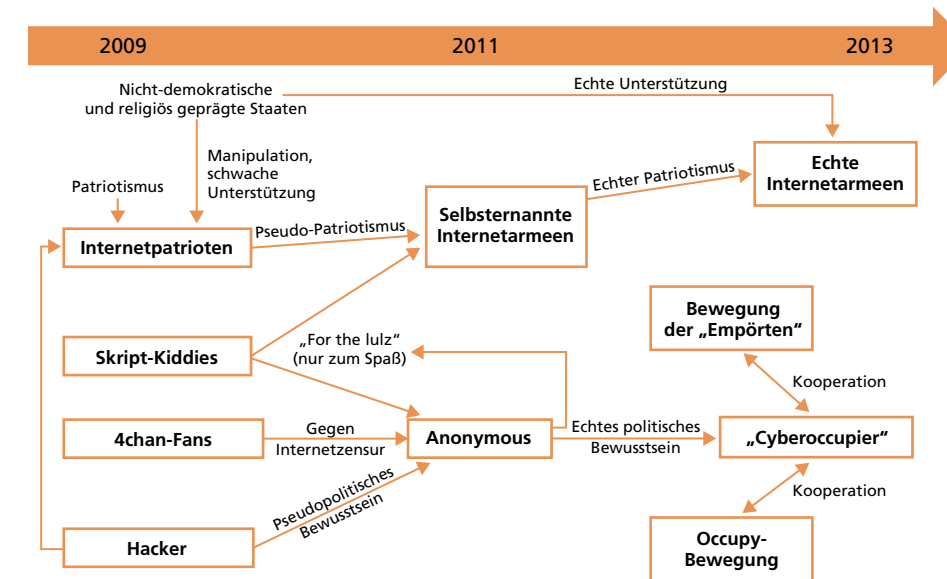 2009
2011
2013
Nicht-demokratische
und religiös geprägte Staaten
Echte Unterstützung
Manipulation,
schwache
Unterstützung
Patriotismus
Echte
Internetarmeen
Echter Patriotismus
Selbsternannte
Internetarmeen
Pseudo-Patriotismus
Internetpatrioten
Bewegung
der „Empörten“
Skript-Kiddies
„For the lulz“
(nur zum Spaß)
Kooperation
4chan-Fans
Gegen
Internetzensur
Anonymous
Echtes politisches
Bewusstsein
„Cyberoccupier“
Pseudopolitisches
Bewusstsein
Kooperation
Hacker
Occupy-
Bewegung